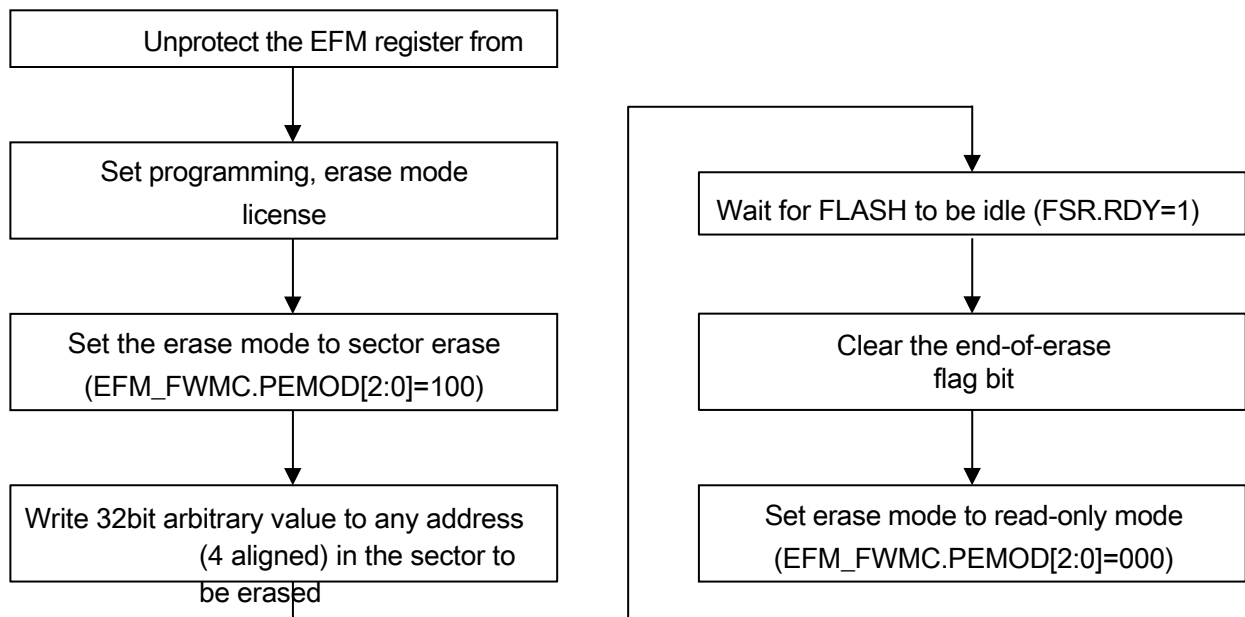 Unprotect the EFM register from
Set programming, erase mode
license
Set the erase mode to sector erase
(EFM_FWMC.PEMOD[2:0]=100)
Write 32bit arbitrary value to any address
(4 aligned) in the sector to
be erased
Wait for FLASH to be idle (FSR.RDY=1)
Clear the end-of-erase
flag bit
Set erase mode to read-only mode
(EFM_FWMC.PEMOD[2:0]=000)